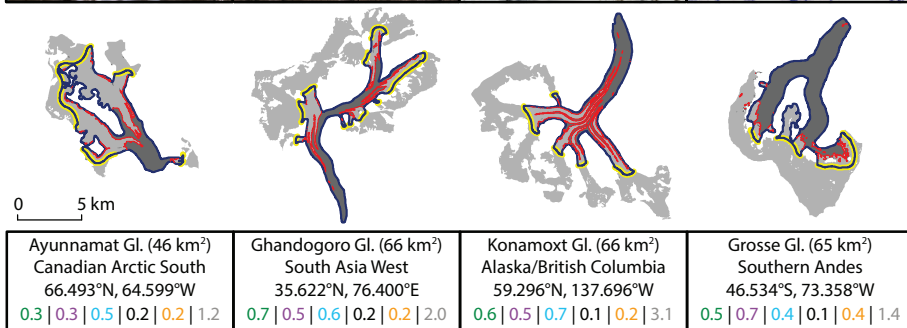 0 5 km
Ayunnamat Gl. (46 km²)
Canadian Arctic South
66.493°N, 64.599°W
0.3 | 0.3 | 0.5 | 0.2 | 0.2 | 1.2
Ghandogoro Gl. (66 km²)
South Asia West
35.622°N, 76.400°E
0.7 | 0.5 | 0.6 | 0.2 | 0.2 | 2.0
Konamoxt Gl. (66 km²)
Alaska/British Columbia
59.296°N, 137.696°W
0.6 | 0.5 | 0.7 | 0.1 | 0.2 | 3.1
Grosse Gl. (65 km²)
Southern Andes
46.534°S, 73.358°W
0.5 | 0.7 | 0.4 | 0.1 | 0.4 | 1.4